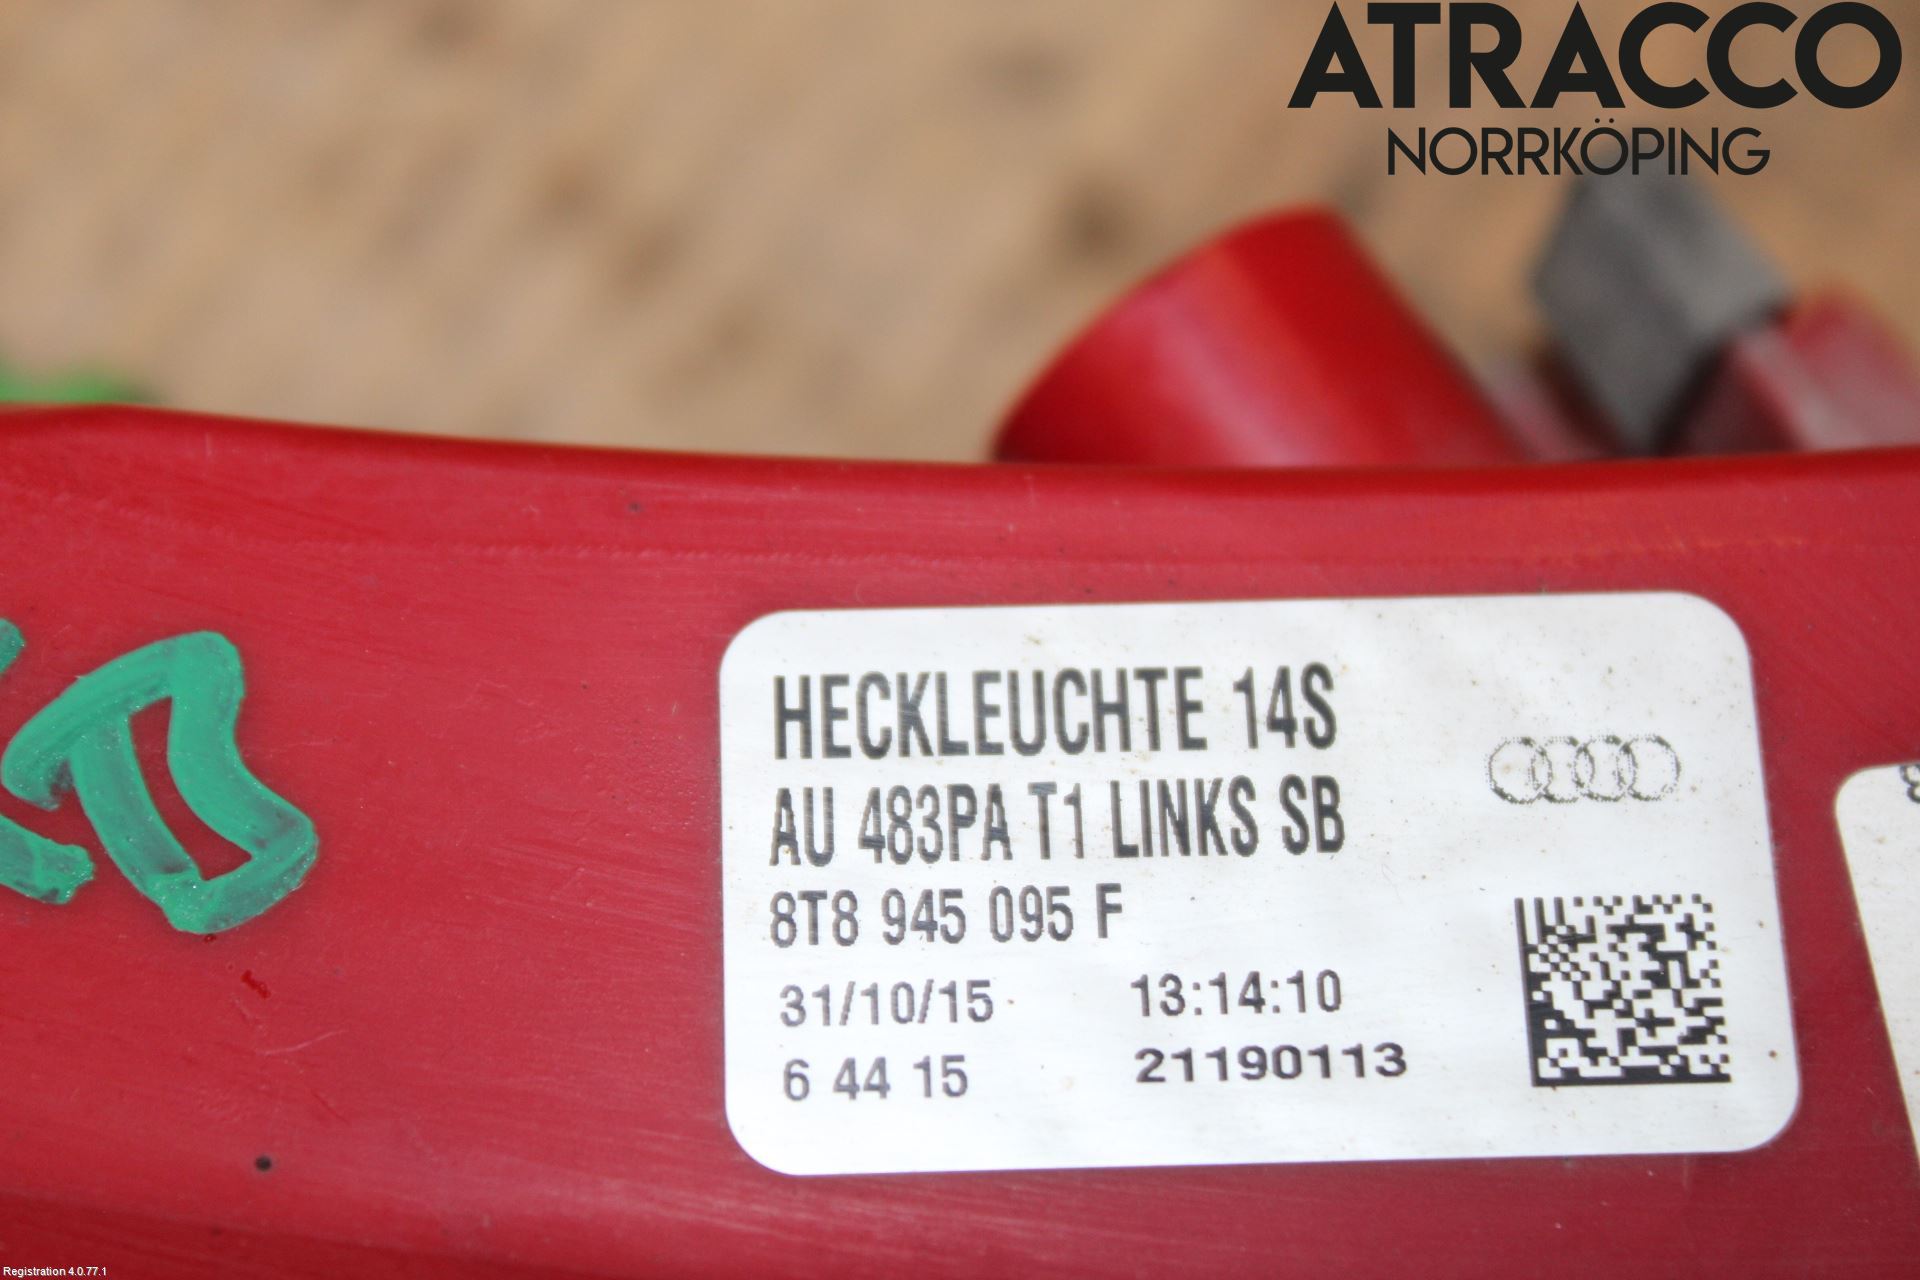 ATRACCO
NORRKÖPING
HECKLEUCHTE 14S
AU 483PA T1 LINKS SB
8T8 945 095 F
31/10/15 13:14:10
6 44 15 21190113
Registration 4.0.77.1